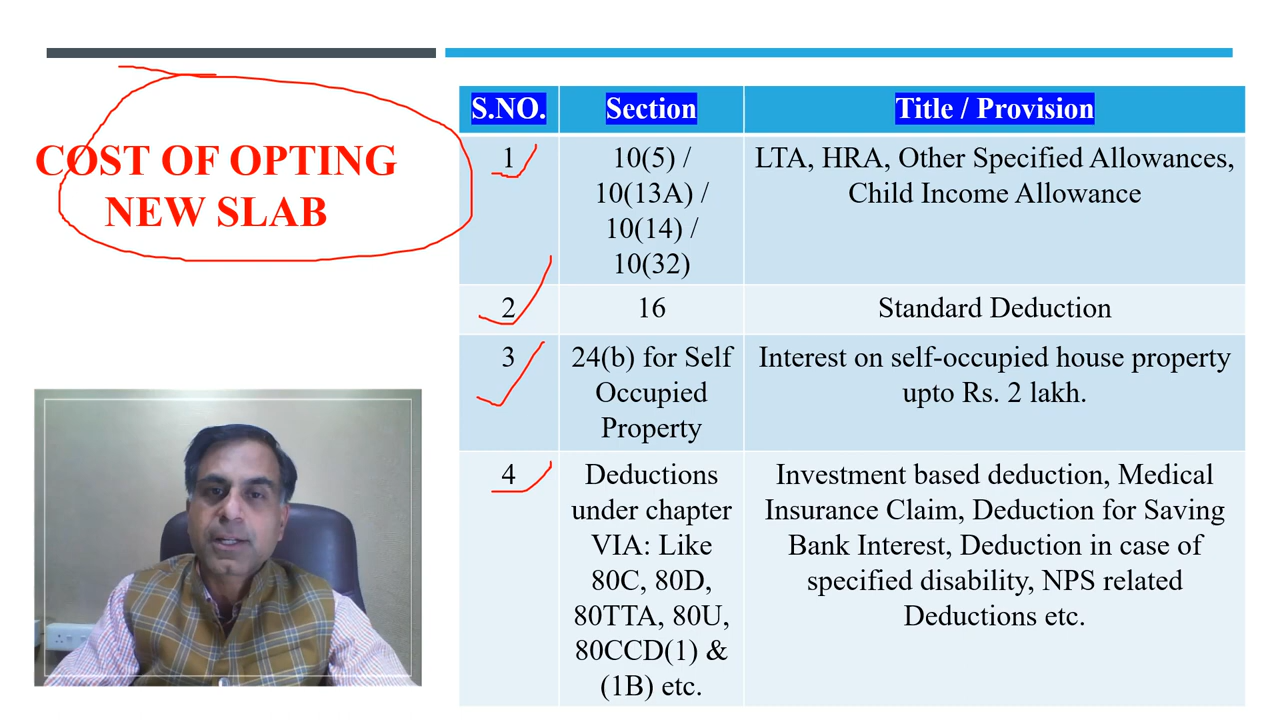 COST OF OPTING
NEW SLAB
S.NO. Section Title / Provision
1 10(5) / LTA, HRA, Other Specified Allowances,
10(13A) / Child Income Allowance
10(14) /
10(32)
2 16 Standard Deduction
3 24(b) for Self Interest on self-occupied house property
Occupied upto Rs. 2 lakh.
Property
4 Deductions Investment based deduction, Medical
under chapter Insurance Claim, Deduction for Saving
VIA: Like Bank Interest, Deduction in case of
80C, 80D, specified disability, NPS related
80TTA, 80U, Deductions etc.
80CCD(1) &
(1B) etc.